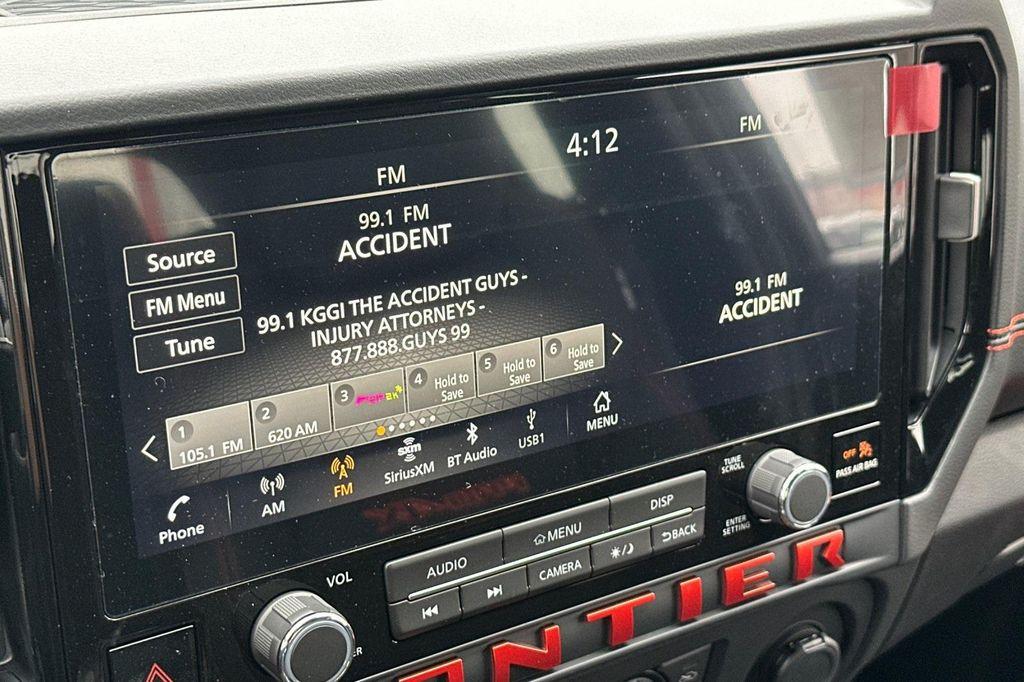 FM
4:12
FM
99.1 FM
ACCIDENT
Source
FM Menu
Tune
99.1 KGGI THE ACCIDENT GUYS -
INJURY ATTORNEYS -
877.888.GUYS 99
99.1 FM
ACCIDENT
1
105.1 FM
2
620 AM
3
4
Hold to
Save
5
Hold to
Save
6
Hold to
Save
Phone
AM
FM
sxm
SiriusXM
BT Audio
USB1
MENU
TUNE
SCROLL
OFF
PASS AIR BAG
ENTER
SETTING
VOL
AUDIO
MENU
DISP
CAMERA
BACK
ONTIER